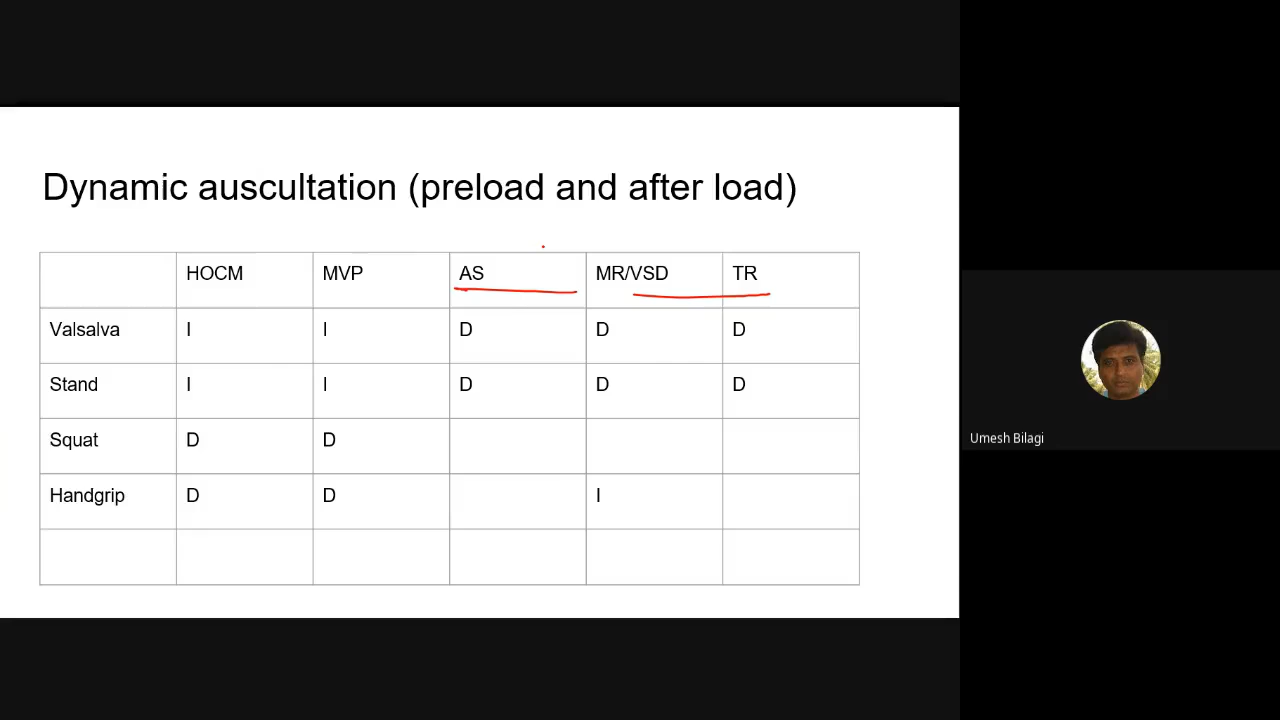 Dynamic auscultation (preload and after load)
HOCM MVP AS MR/VSD TR
Valsalva I I D D D
Stand I I D D D
Squat D D
Handgrip D D I
Umesh Bilagi